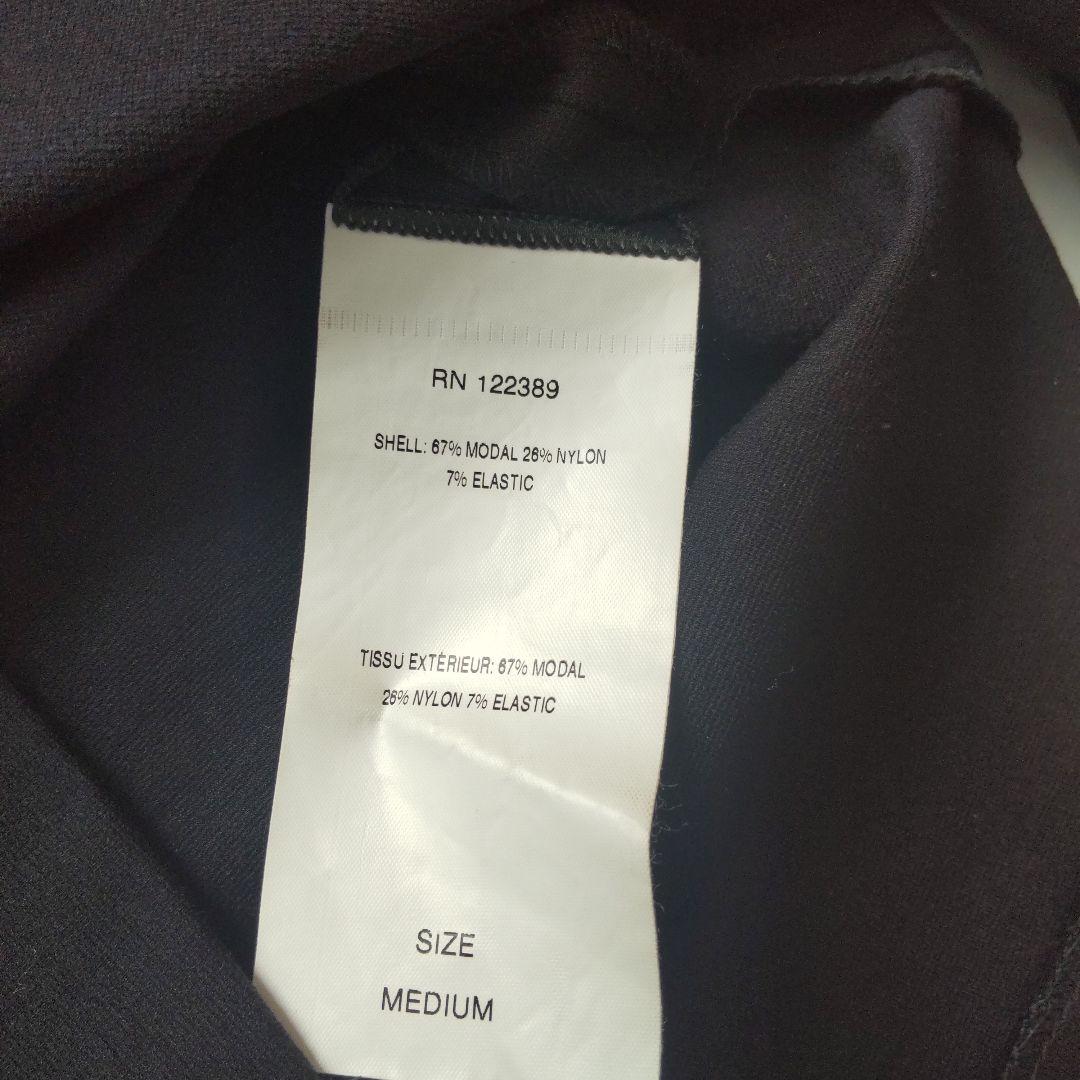 RN 122389
SHELL: 67% MODAL 26% NYLON
7% ELASTIC
TISSU EXTÉRIEUR: 67% MODAL
26% NYLON 7% ELASTIC
SIZE
MEDIUM